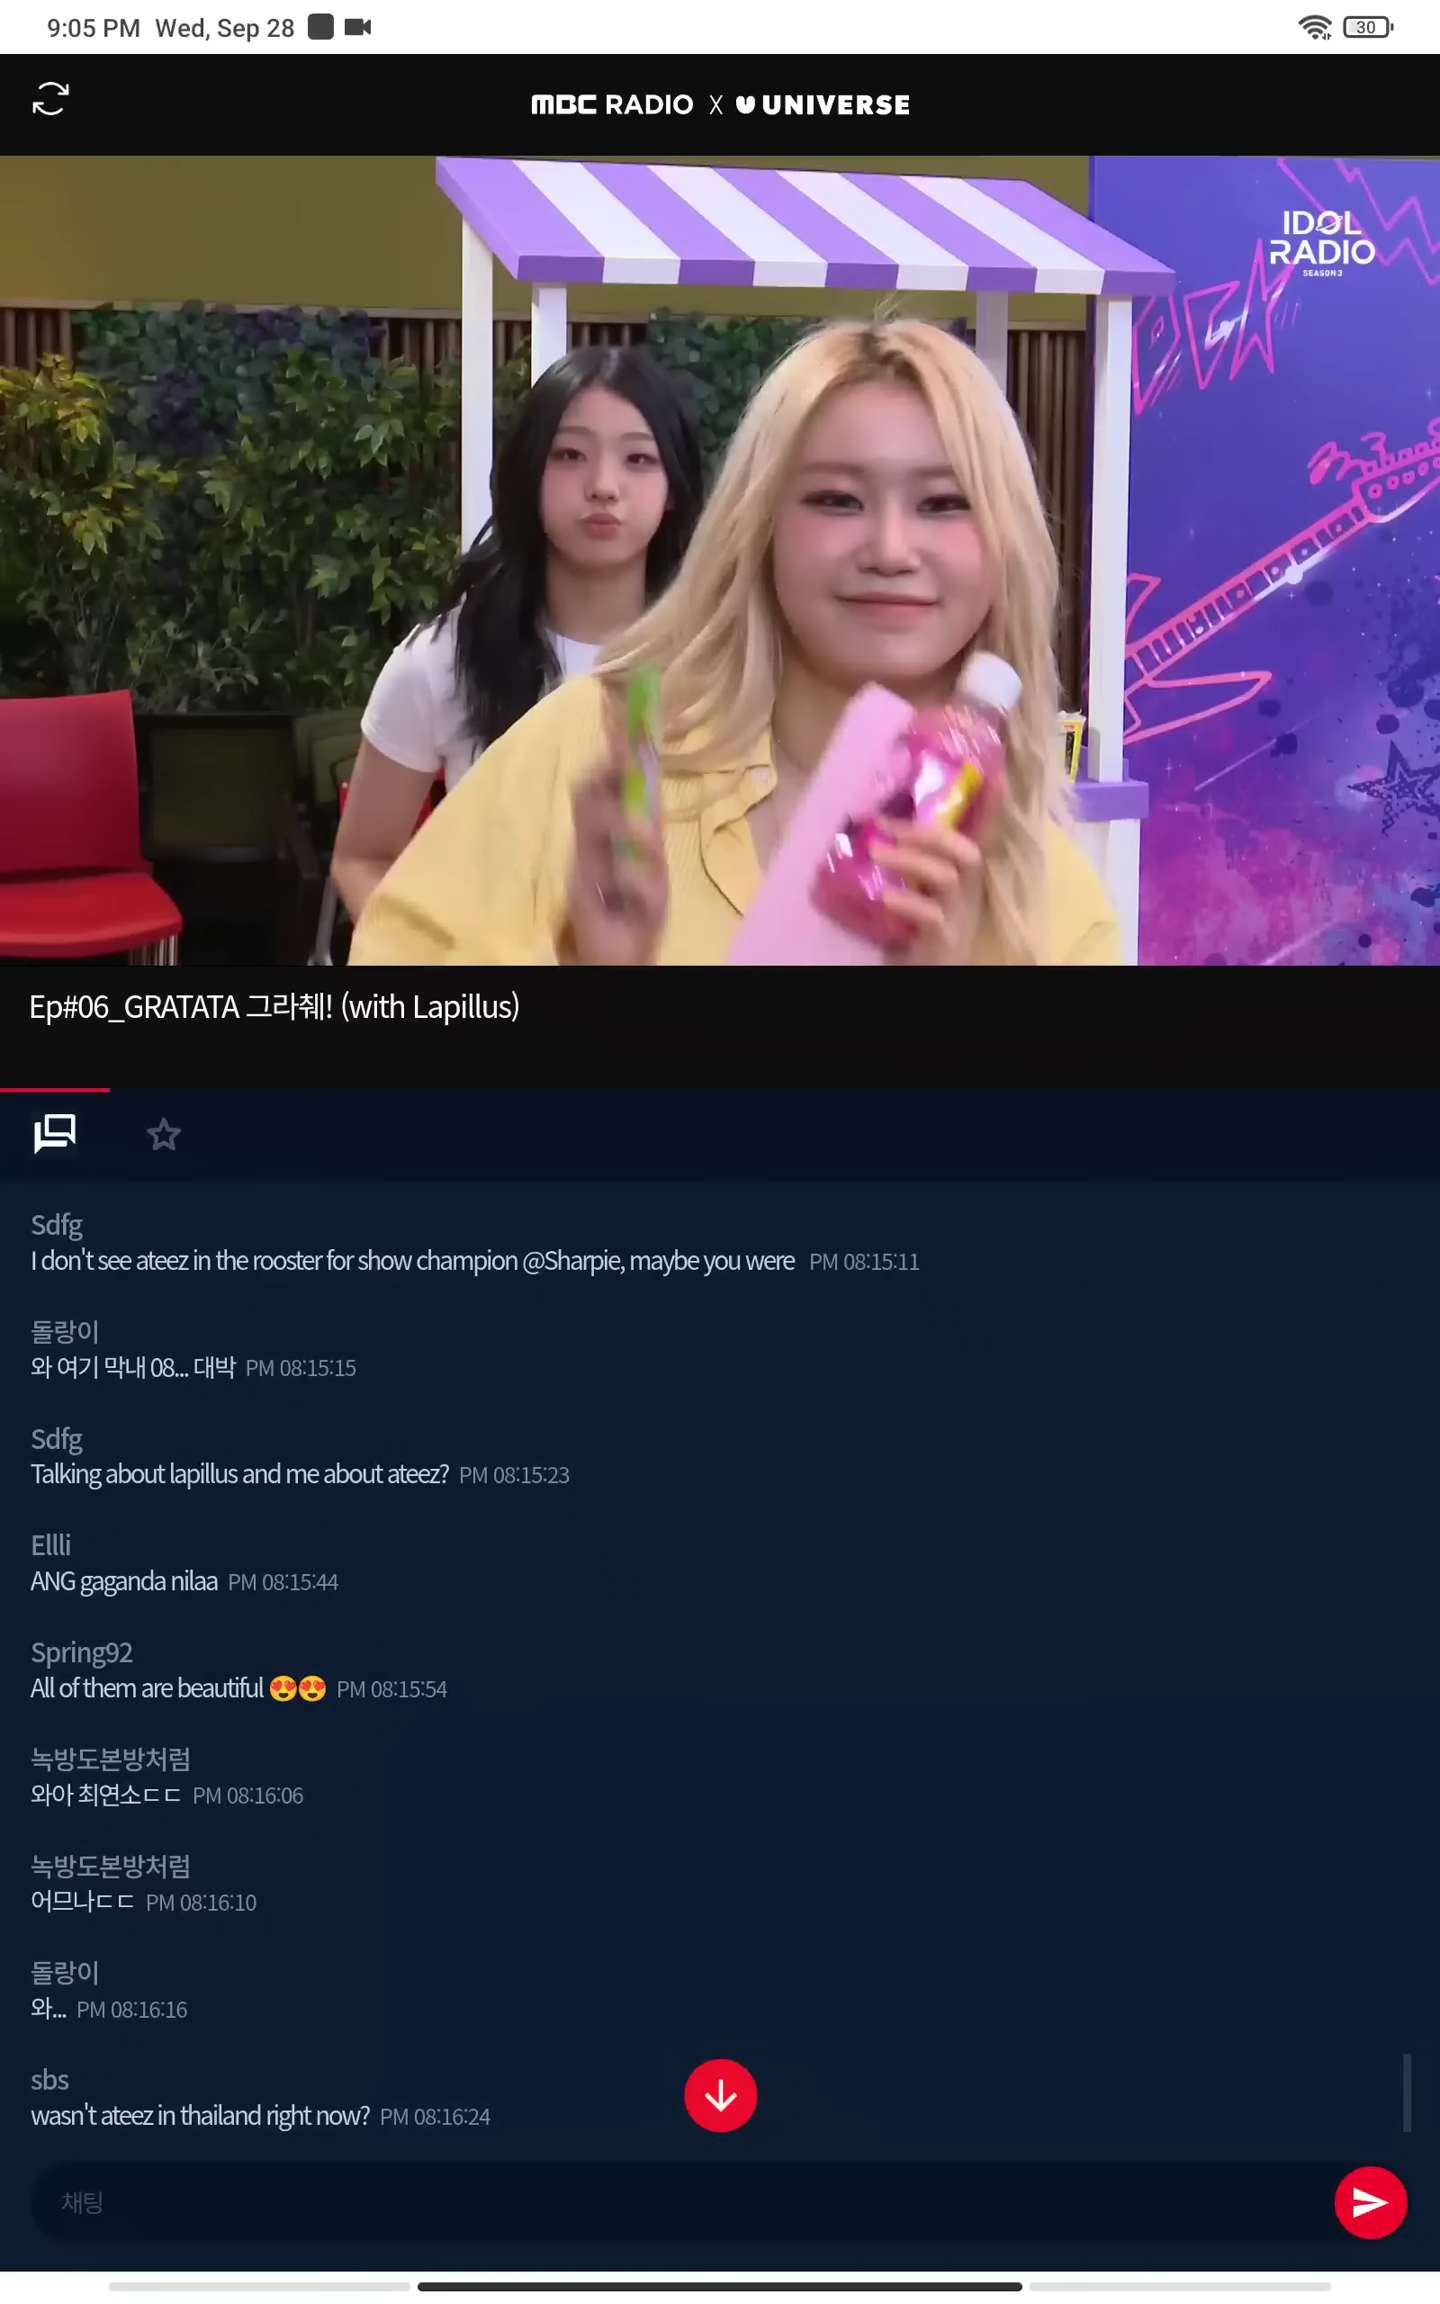 9:05 PM Wed, Sep 28
30
MBC RADIO X UNIVERSE
IDOL
RADIO
SEASON 3
Ep#06_GRATATA 그라췌! (with Lapillus)
Sdfg
I don't see ateez in the rooster for show champion @Sharpie, maybe you were PM 08:15:11
돌랑이
와 여기 막내 08... 대박 PM 08:15:15
Sdfg
Talking about lapillus and me about ateez? PM 08:15:23
Ellli
ANG gaganda nilaa PM 08:15:44
Spring92
All of them are beautiful 😍😍 PM 08:15:54
녹방도본방처럼
와아 최연소ㄷㄷ PM 08:16:06
녹방도본방처럼
어므나ㄷㄷ PM 08:16:10
돌랑이
와... PM 08:16:16
sbs
wasn't ateez in thailand right now? PM 08:16:24
채팅